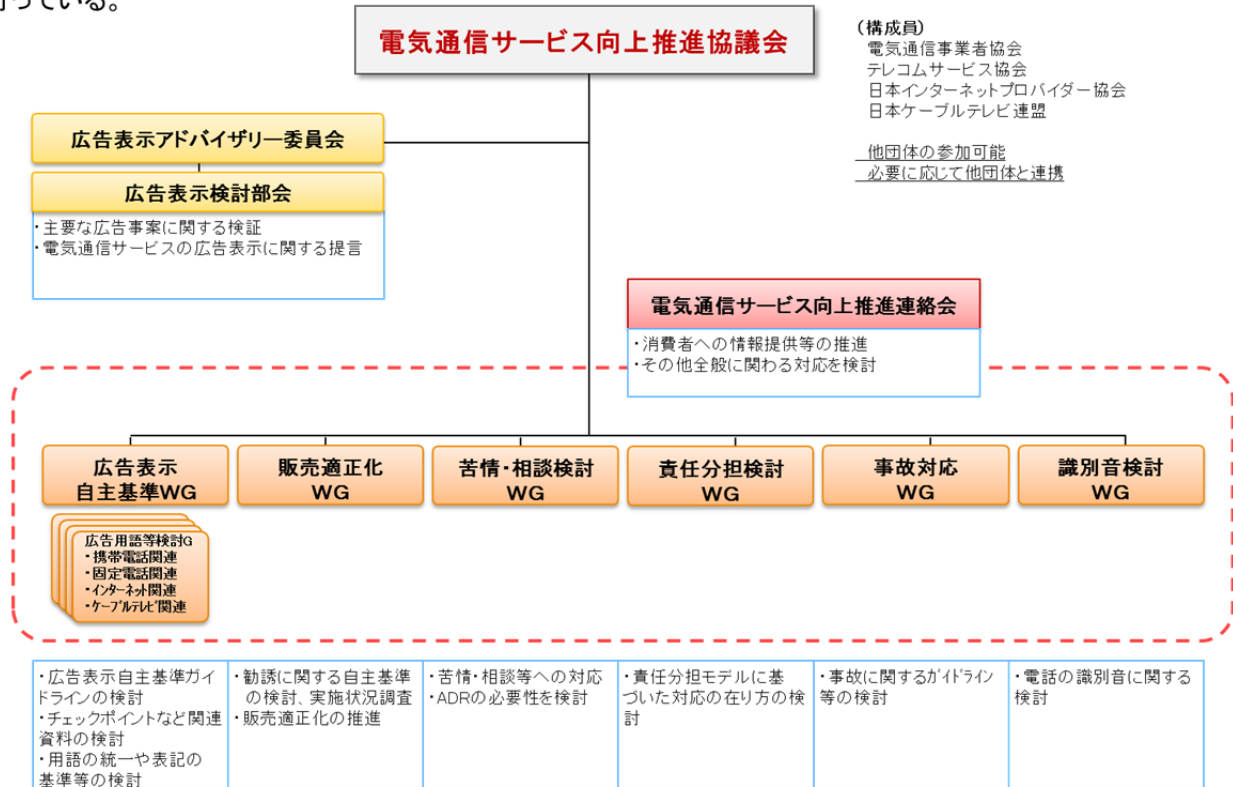 行っている。
電気通信サービス向上推進協議会
(構成員)
電気通信事業者協会
テレコムサービス協会
日本インターネットプロバイダー協会
日本ケーブルテレビ連盟
他団体の参加可能
必要に応じて他団体と連携
広告表示アドバイザリー委員会
広告表示検討部会
・主要な広告事案に関する検証
・電気通信サービスの広告表示に関する提言
電気通信サービス向上推進連絡会
・消費者への情報提供等の推進
・その他全般に関わる対応を検討
広告表示
自主基準WG
販売適正化
WG
苦情・相談検討
WG
責任分担検討
WG
事故対応
WG
識別音検討
WG
広告用語等検討G
・携帯電話関連
・固定電話関連
・インターネット関連
・ケーブルテレビ関連
・広告表示自主基準ガイ
ドラインの検討
・チェックポイントなど関連
資料の検討
・用語の統一や表記の
基準等の検討
・勧誘に関する自主基準
の検討、実施状況調査
・販売適正化の推進
・苦情・相談等への対応
・ADRの必要性を検討
・責任分担モデルに基
づいた対応の在り方の検
討
・事故に関するガイドライン
等の検討
・電話の識別音に関する
検討